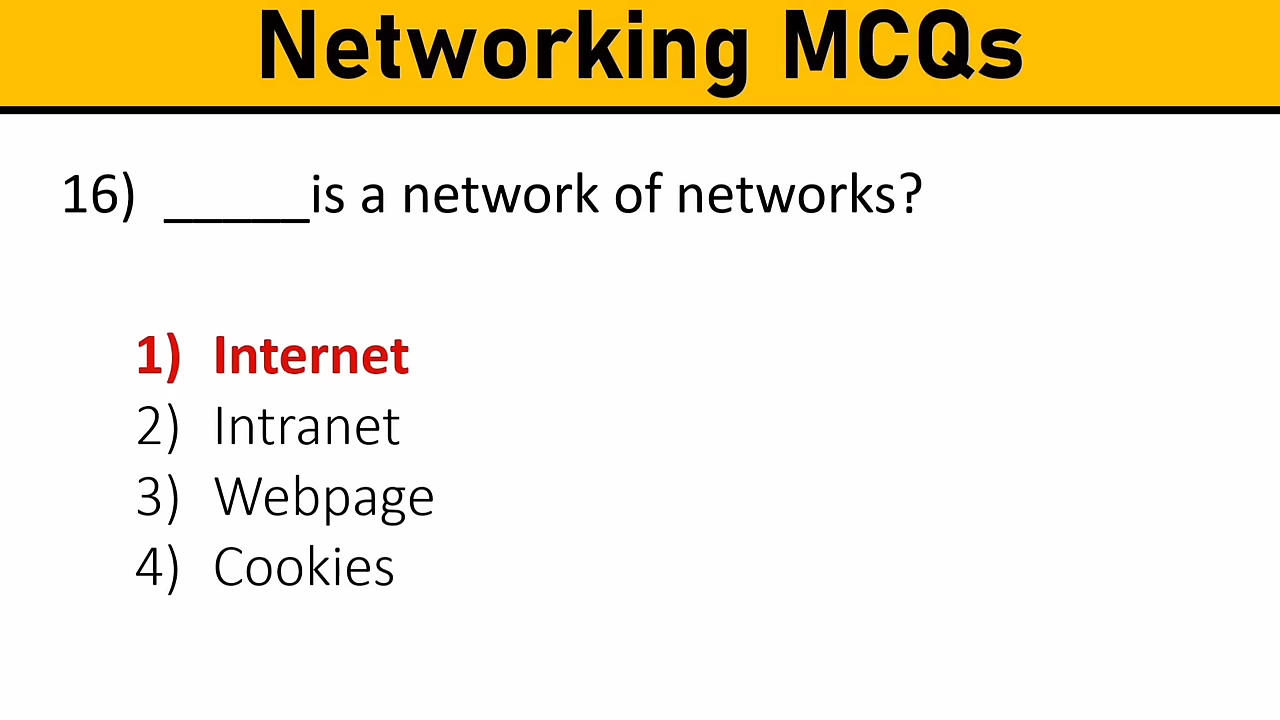 Networking MCQs
16) _____is a network of networks?
1) Internet
2) Intranet
3) Webpage
4) Cookies